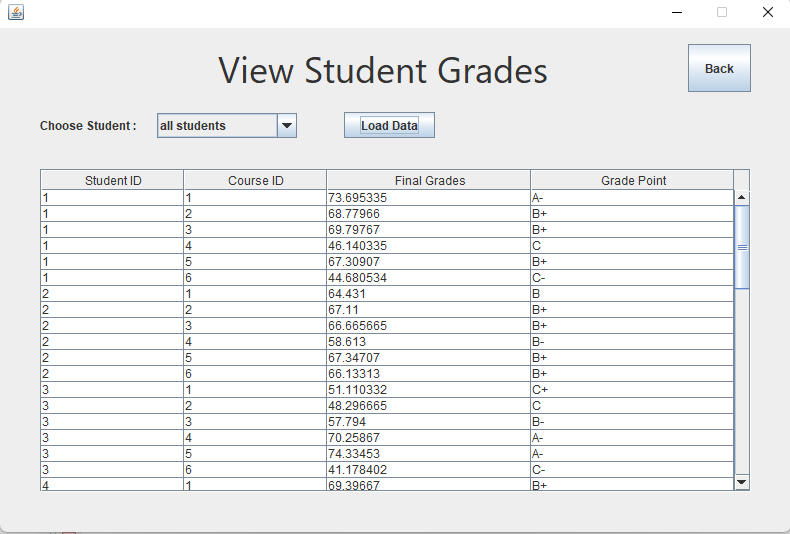 View Student Grades
Back
Choose Student :
all students
Load Data
Student ID Course ID Final Grades Grade Point
1 1 73.695335 A-
1 2 68.77966 B+
1 3 69.79767 B+
1 4 46.140335 C
1 5 67.30907 B+
1 6 44.680534 C-
2 1 64.431 B
2 2 67.11 B+
2 3 66.665665 B+
2 4 58.613 B-
2 5 67.34707 B+
2 6 66.13313 B+
3 1 51.110332 C+
3 2 48.296665 C
3 3 57.794 B-
3 4 70.25867 A-
3 5 74.33453 A-
3 6 41.178402 C-
4 1 69.39667 B+